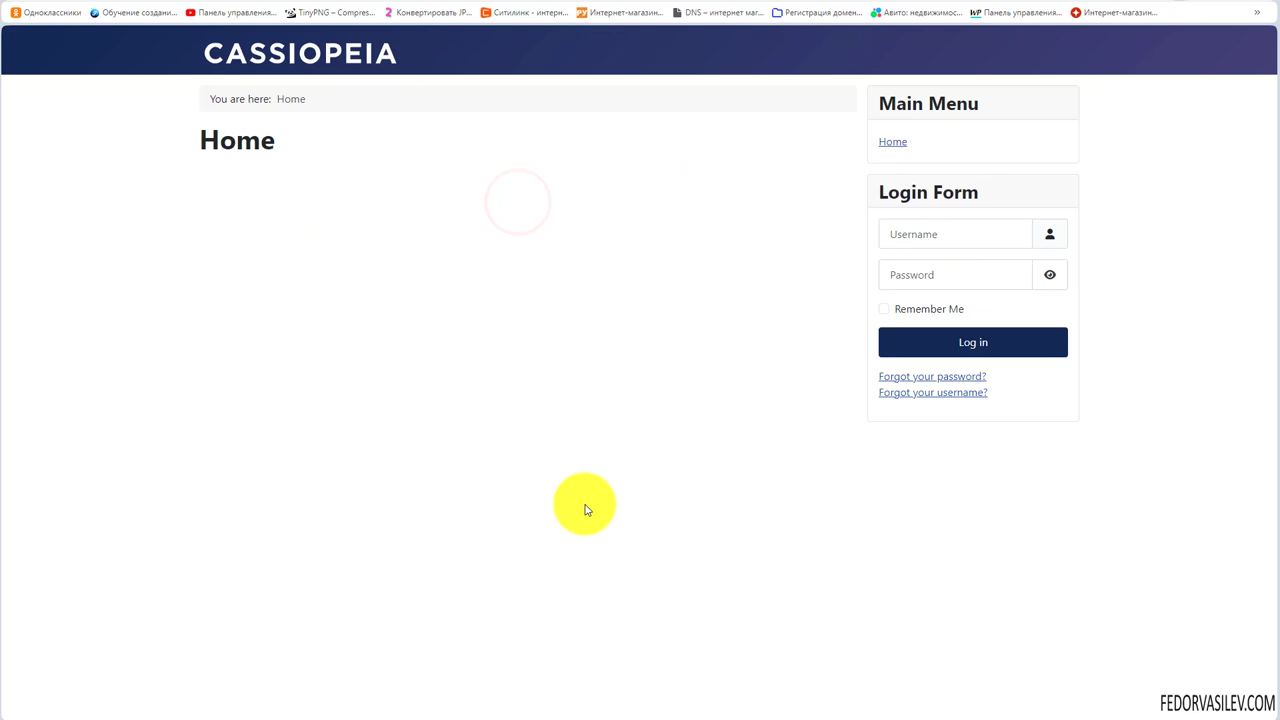 Одноклассники
Обучение создани...
Панель управления...
TinyPNG – Compres...
Конвертировать JP...
Ситилинк - интерн...
Интернет-магазин...
DNS – интернет маг...
Регистрация домен...
Авито: недвижимос...
Панель управления...
Интернет-магазин...
CASSIOPEIA
You are here: Home
Home
Main Menu
Home
Login Form
Username
Password
Remember Me
Log in
Forgot your password?
Forgot your username?
FEDORVASILEV.COM